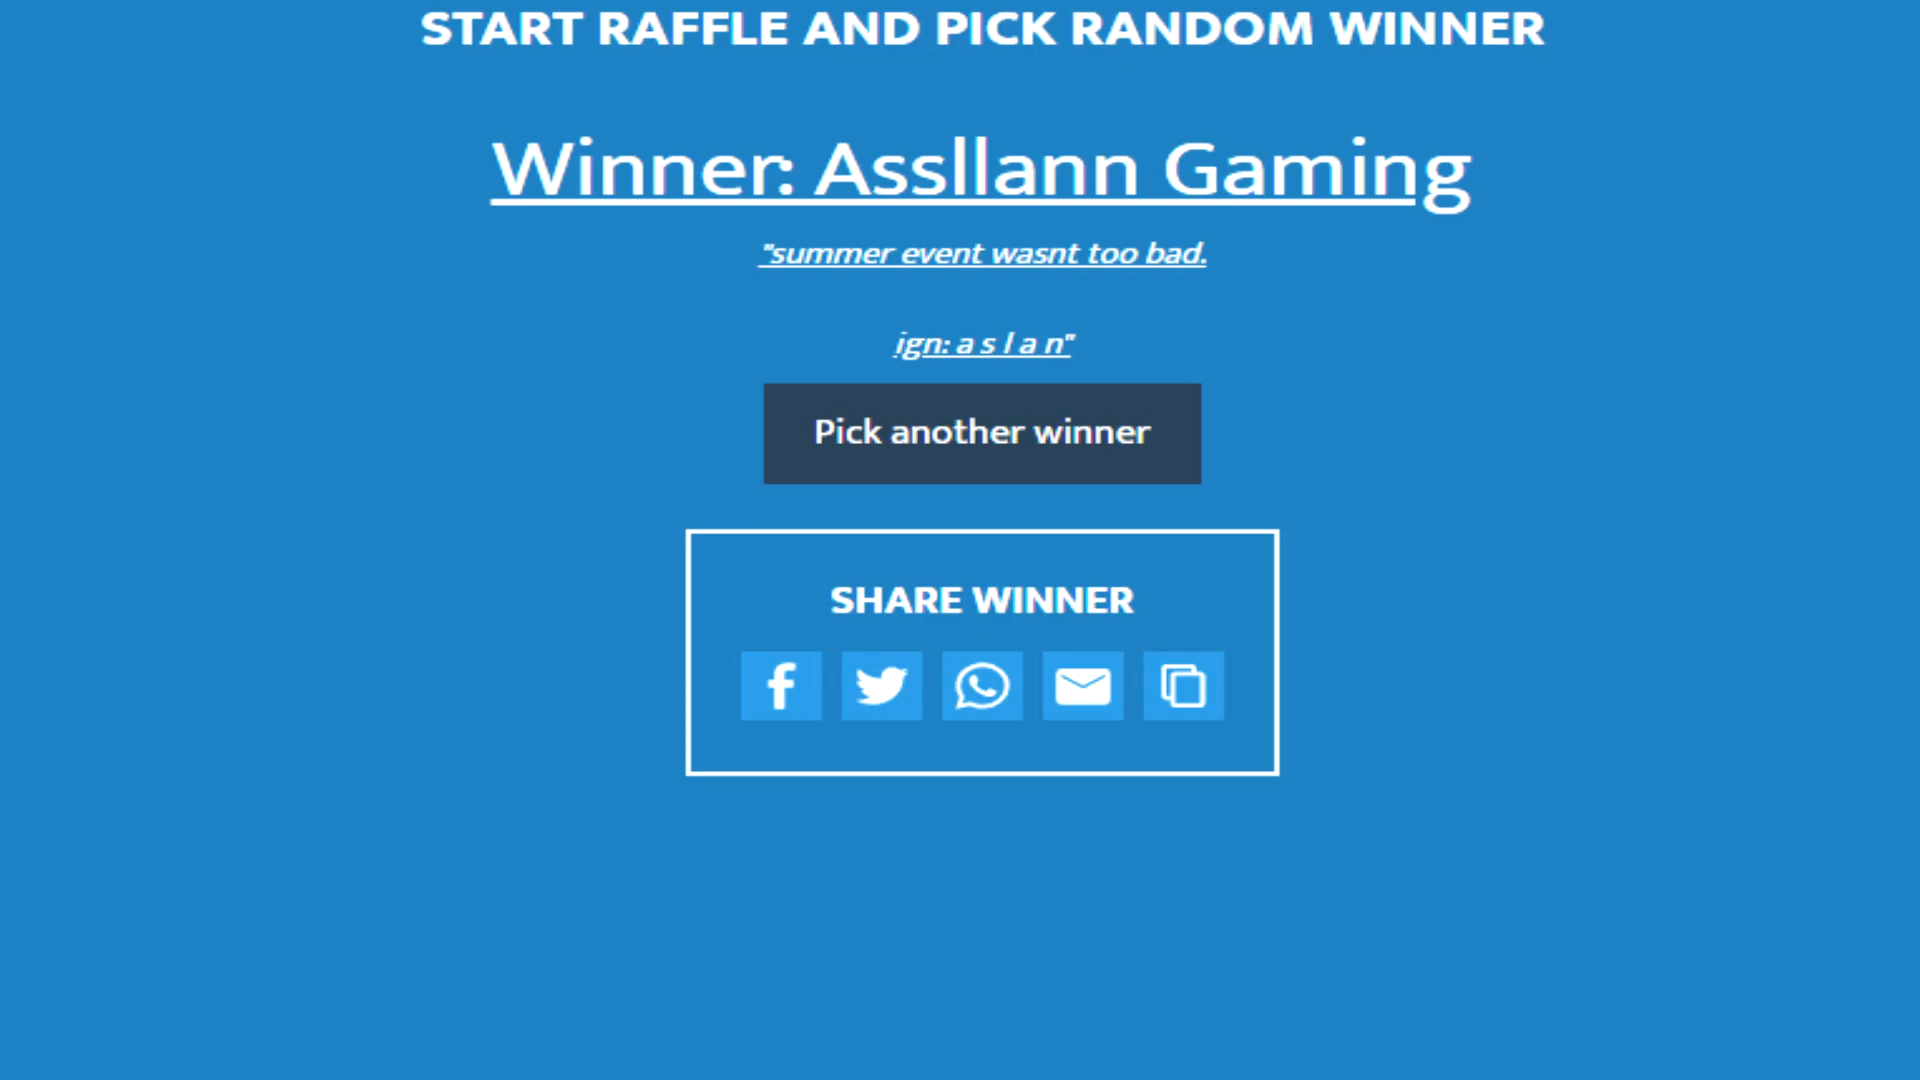 START RAFFLE AND PICK RANDOM WINNER
Winner: Assllann Gaming
"summer event wasnt too bad.
ign: a s l a n"
Pick another winner
SHARE WINNER